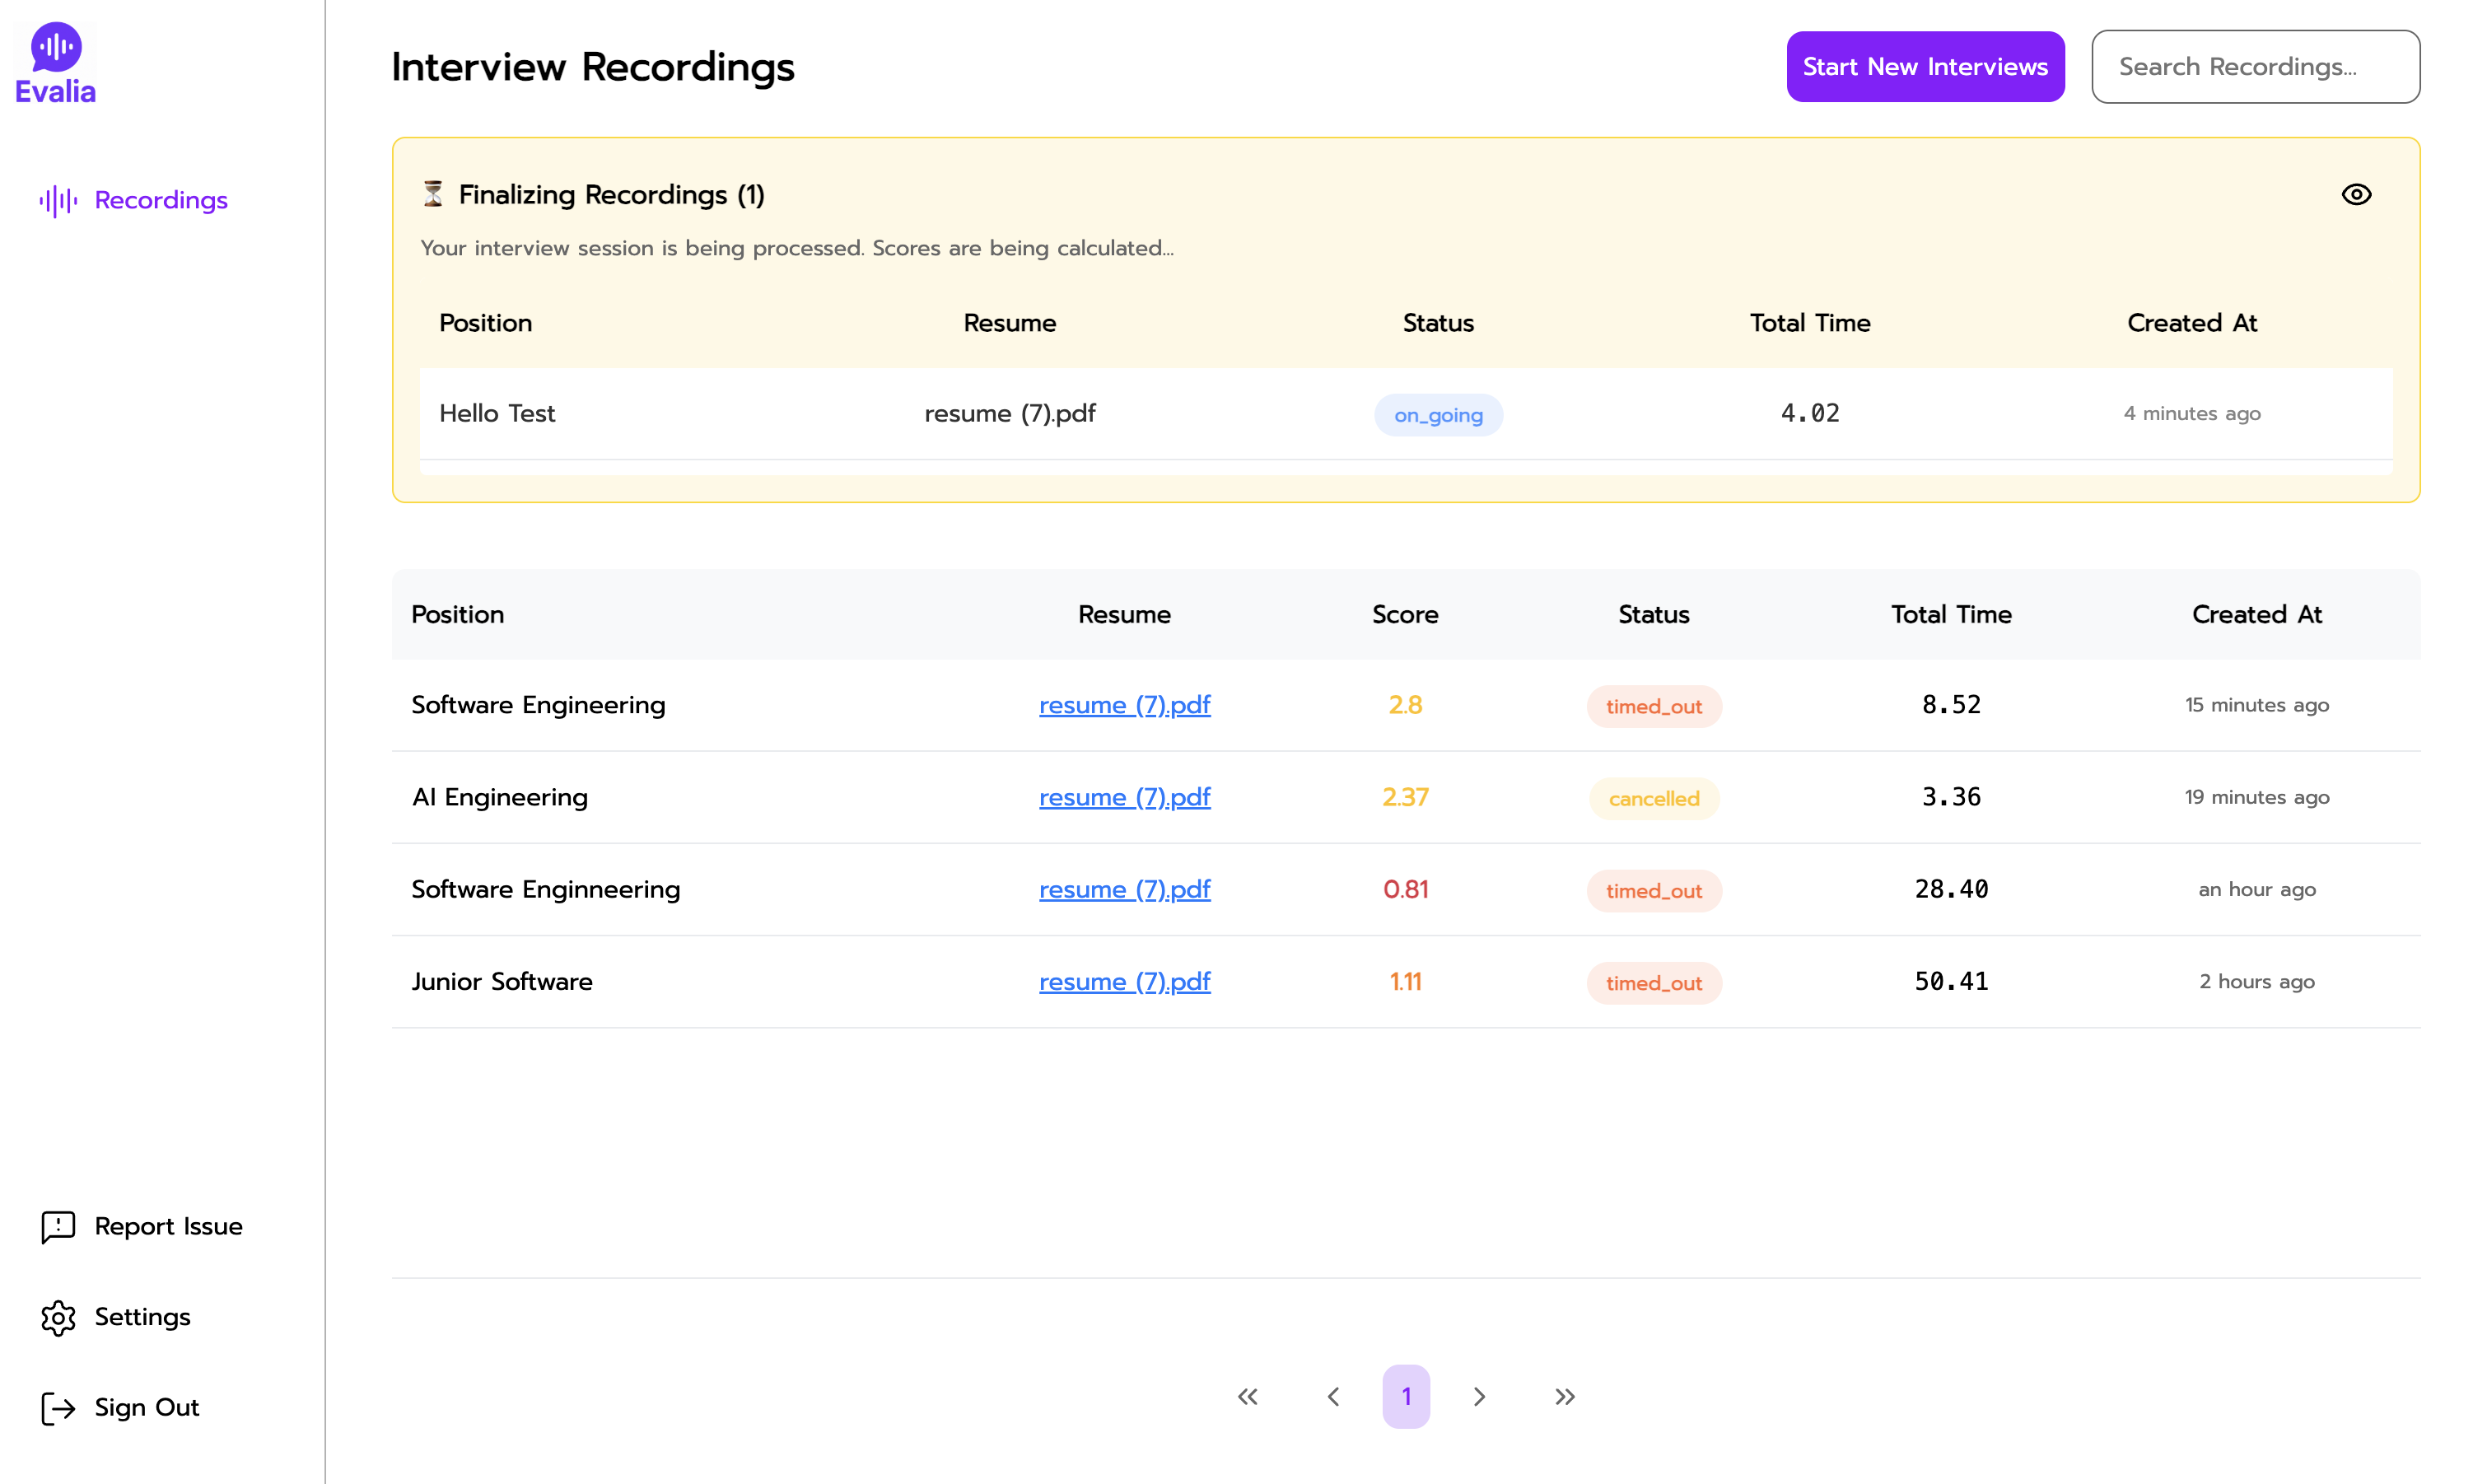 Evalia
Recordings
Report Issue
Settings
Sign Out
Interview Recordings
Start New Interviews
Search Recordings...
⏳ Finalizing Recordings (1)
Your interview session is being processed. Scores are being calculated...
Position Resume Status Total Time Created At
Hello Test resume (7).pdf on_going 4.02 4 minutes ago
Position Resume Score Status Total Time Created At
Software Engineering resume (7).pdf 2.8 timed_out 8.52 15 minutes ago
AI Engineering resume (7).pdf 2.37 cancelled 3.36 19 minutes ago
Software Enginneering resume (7).pdf 0.81 timed_out 28.40 an hour ago
Junior Software resume (7).pdf 1.11 timed_out 50.41 2 hours ago
1